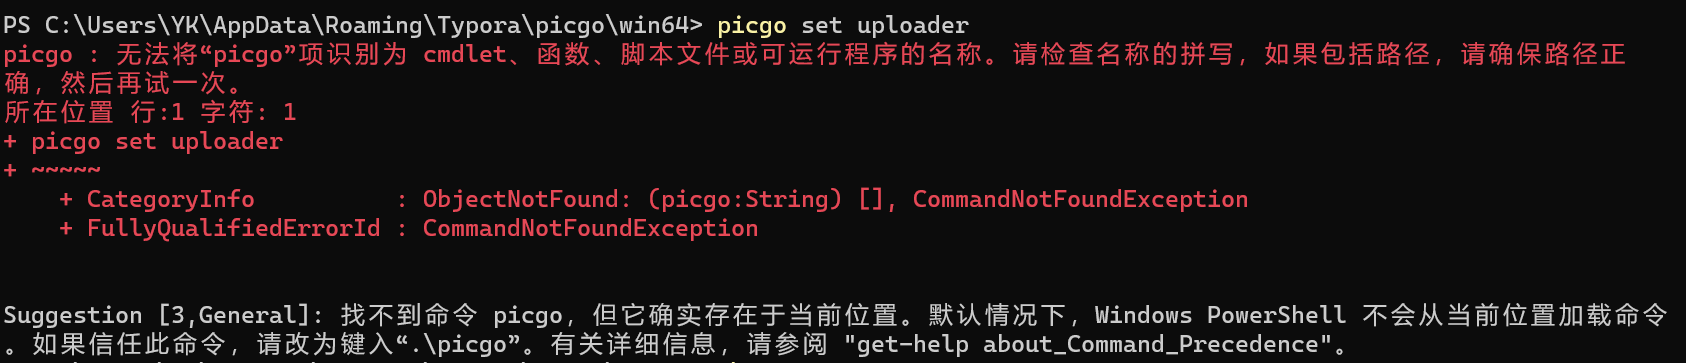 PS C:\Users\YK\AppData\Roaming\Typora\picgo\win64> picgo set uploader
picgo : 无法将“picgo”项识别为 cmdlet、函数、脚本文件或可运行程序的名称。请检查名称的拼写，如果包括路径，请确保路径正
确，然后再试一次。
所在位置 行:1 字符: 1
+ picgo set uploader
+ ~~~~~
    + CategoryInfo          : ObjectNotFound: (picgo:String) [], CommandNotFoundException
    + FullyQualifiedErrorId : CommandNotFoundException
Suggestion [3,General]: 找不到命令 picgo，但它确实存在于当前位置。默认情况下，Windows PowerShell 不会从当前位置加载命令
。如果信任此命令，请改为键入“.\picgo”。有关详细信息，请参阅 "get-help about_Command_Precedence"。